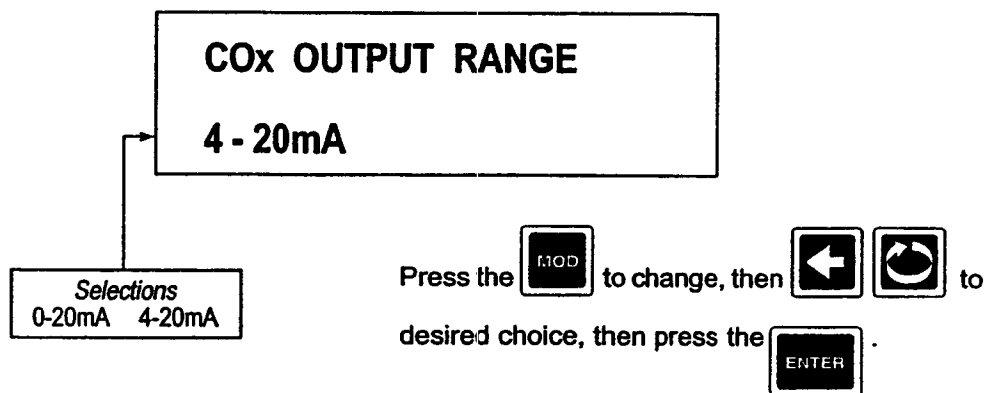 COx OUTPUT RANGE
4 - 20mA
Selections
0-20mA 4-20mA
Press the MOD to change, then to
desired choice, then press the ENTER .